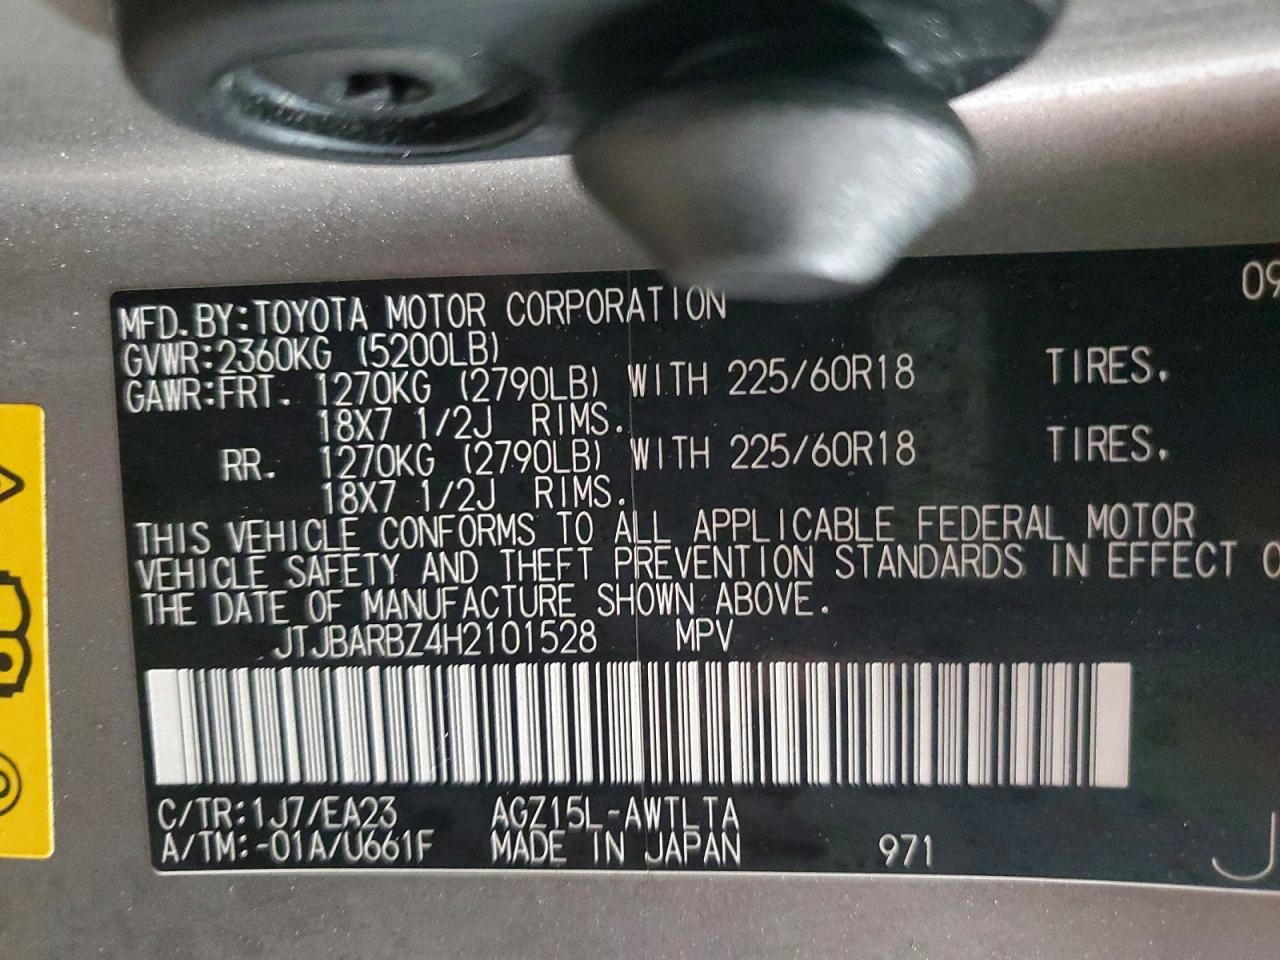 09
MFD.BY:TOYOTA MOTOR CORPORATION
GVWR:2360KG (5200LB)
GAWR:FRT. 1270KG (2790LB) WITH 225/60R18 TIRES.
18X7 1/2J RIMS.
RR. 1270KG (2790LB) WITH 225/60R18 TIRES.
18X7 1/2J RIMS.
THIS VEHICLE CONFORMS TO ALL APPLICABLE FEDERAL MOTOR
VEHICLE SAFETY AND THEFT PREVENTION STANDARDS IN EFFECT
THE DATE OF MANUFACTURE SHOWN ABOVE.
JTJBARBZ4H2101528 MPV
C/TR:1J7/EA23 AGZ15L-AWTLTA
A/TM:-01A/U661F MADE IN JAPAN 971